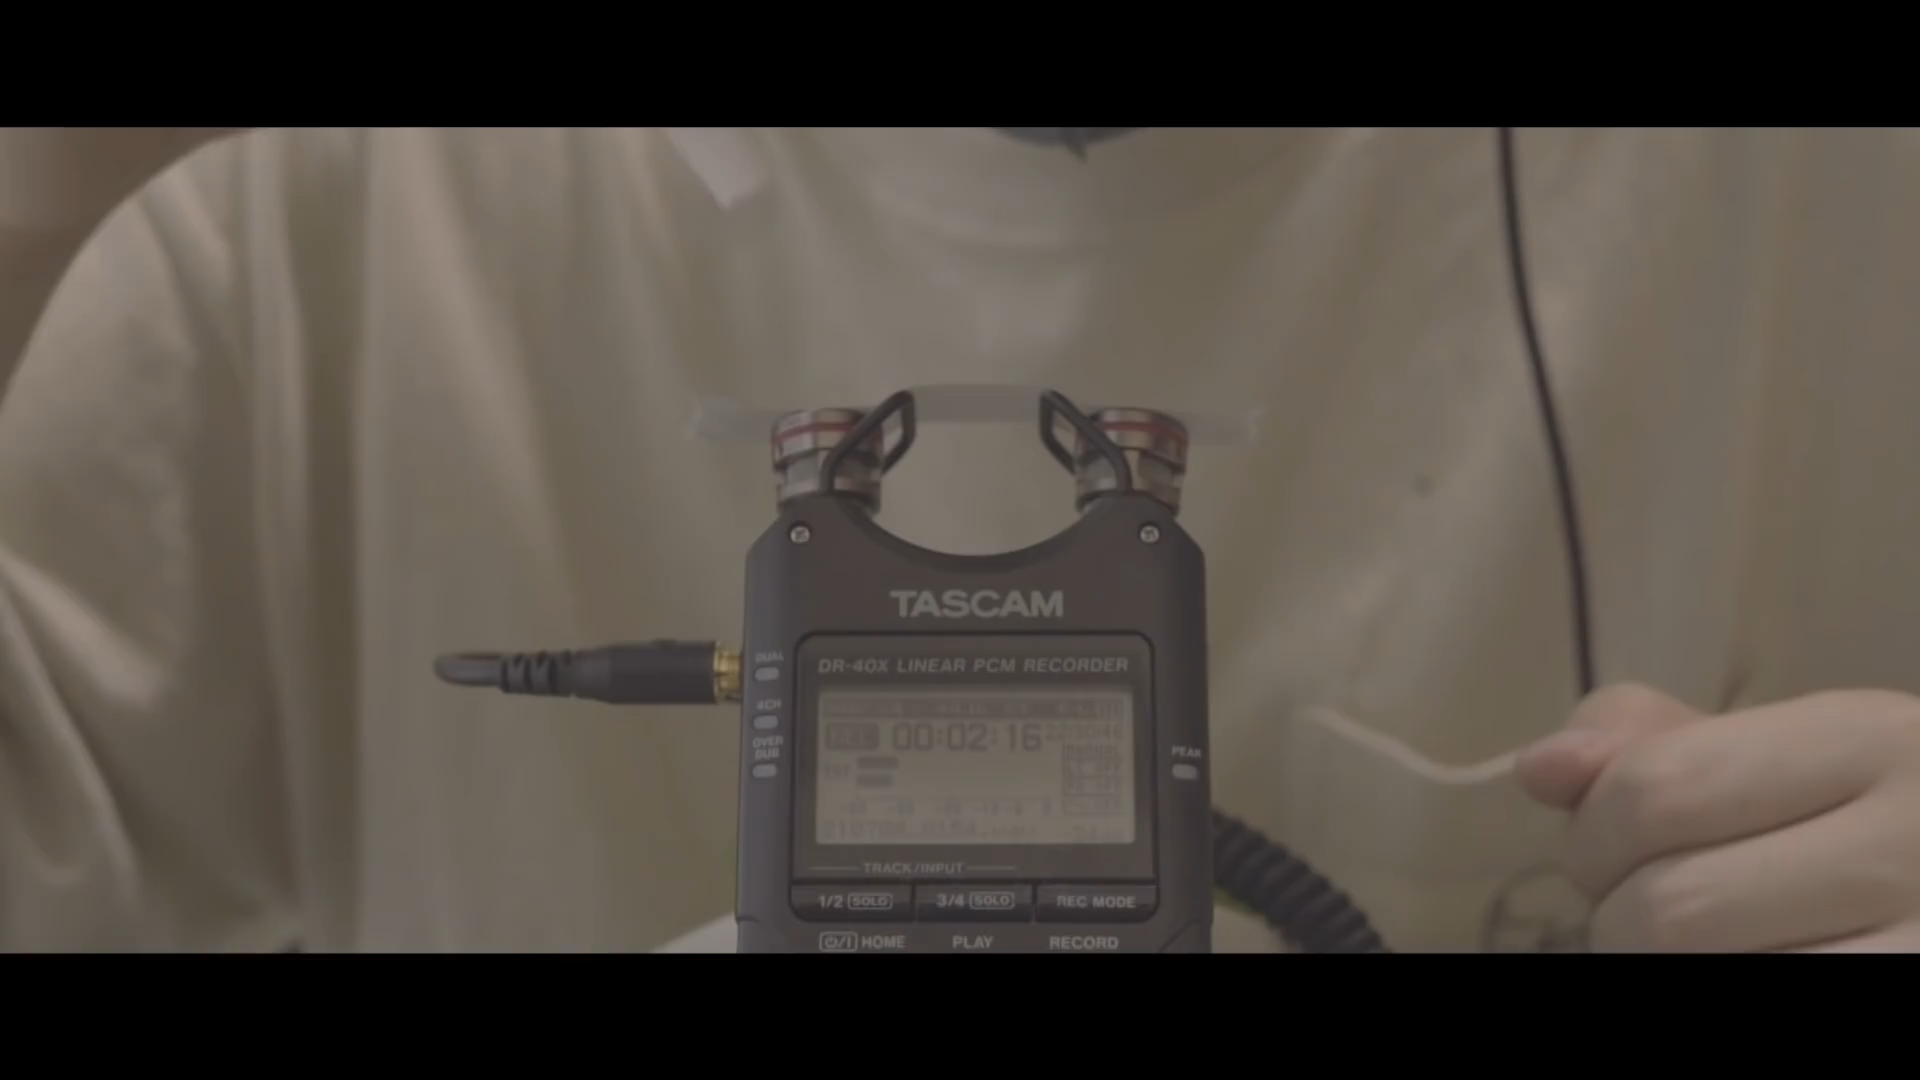 TASCAM
DR-40X LINEAR PCM RECORDER
DUAL
4CH
OVER
DUB
PEAK
00:02:16
TRACK/INPUT
1/2 SOLO 3/4 SOLO REC MODE
⏻/I HOME PLAY RECORD